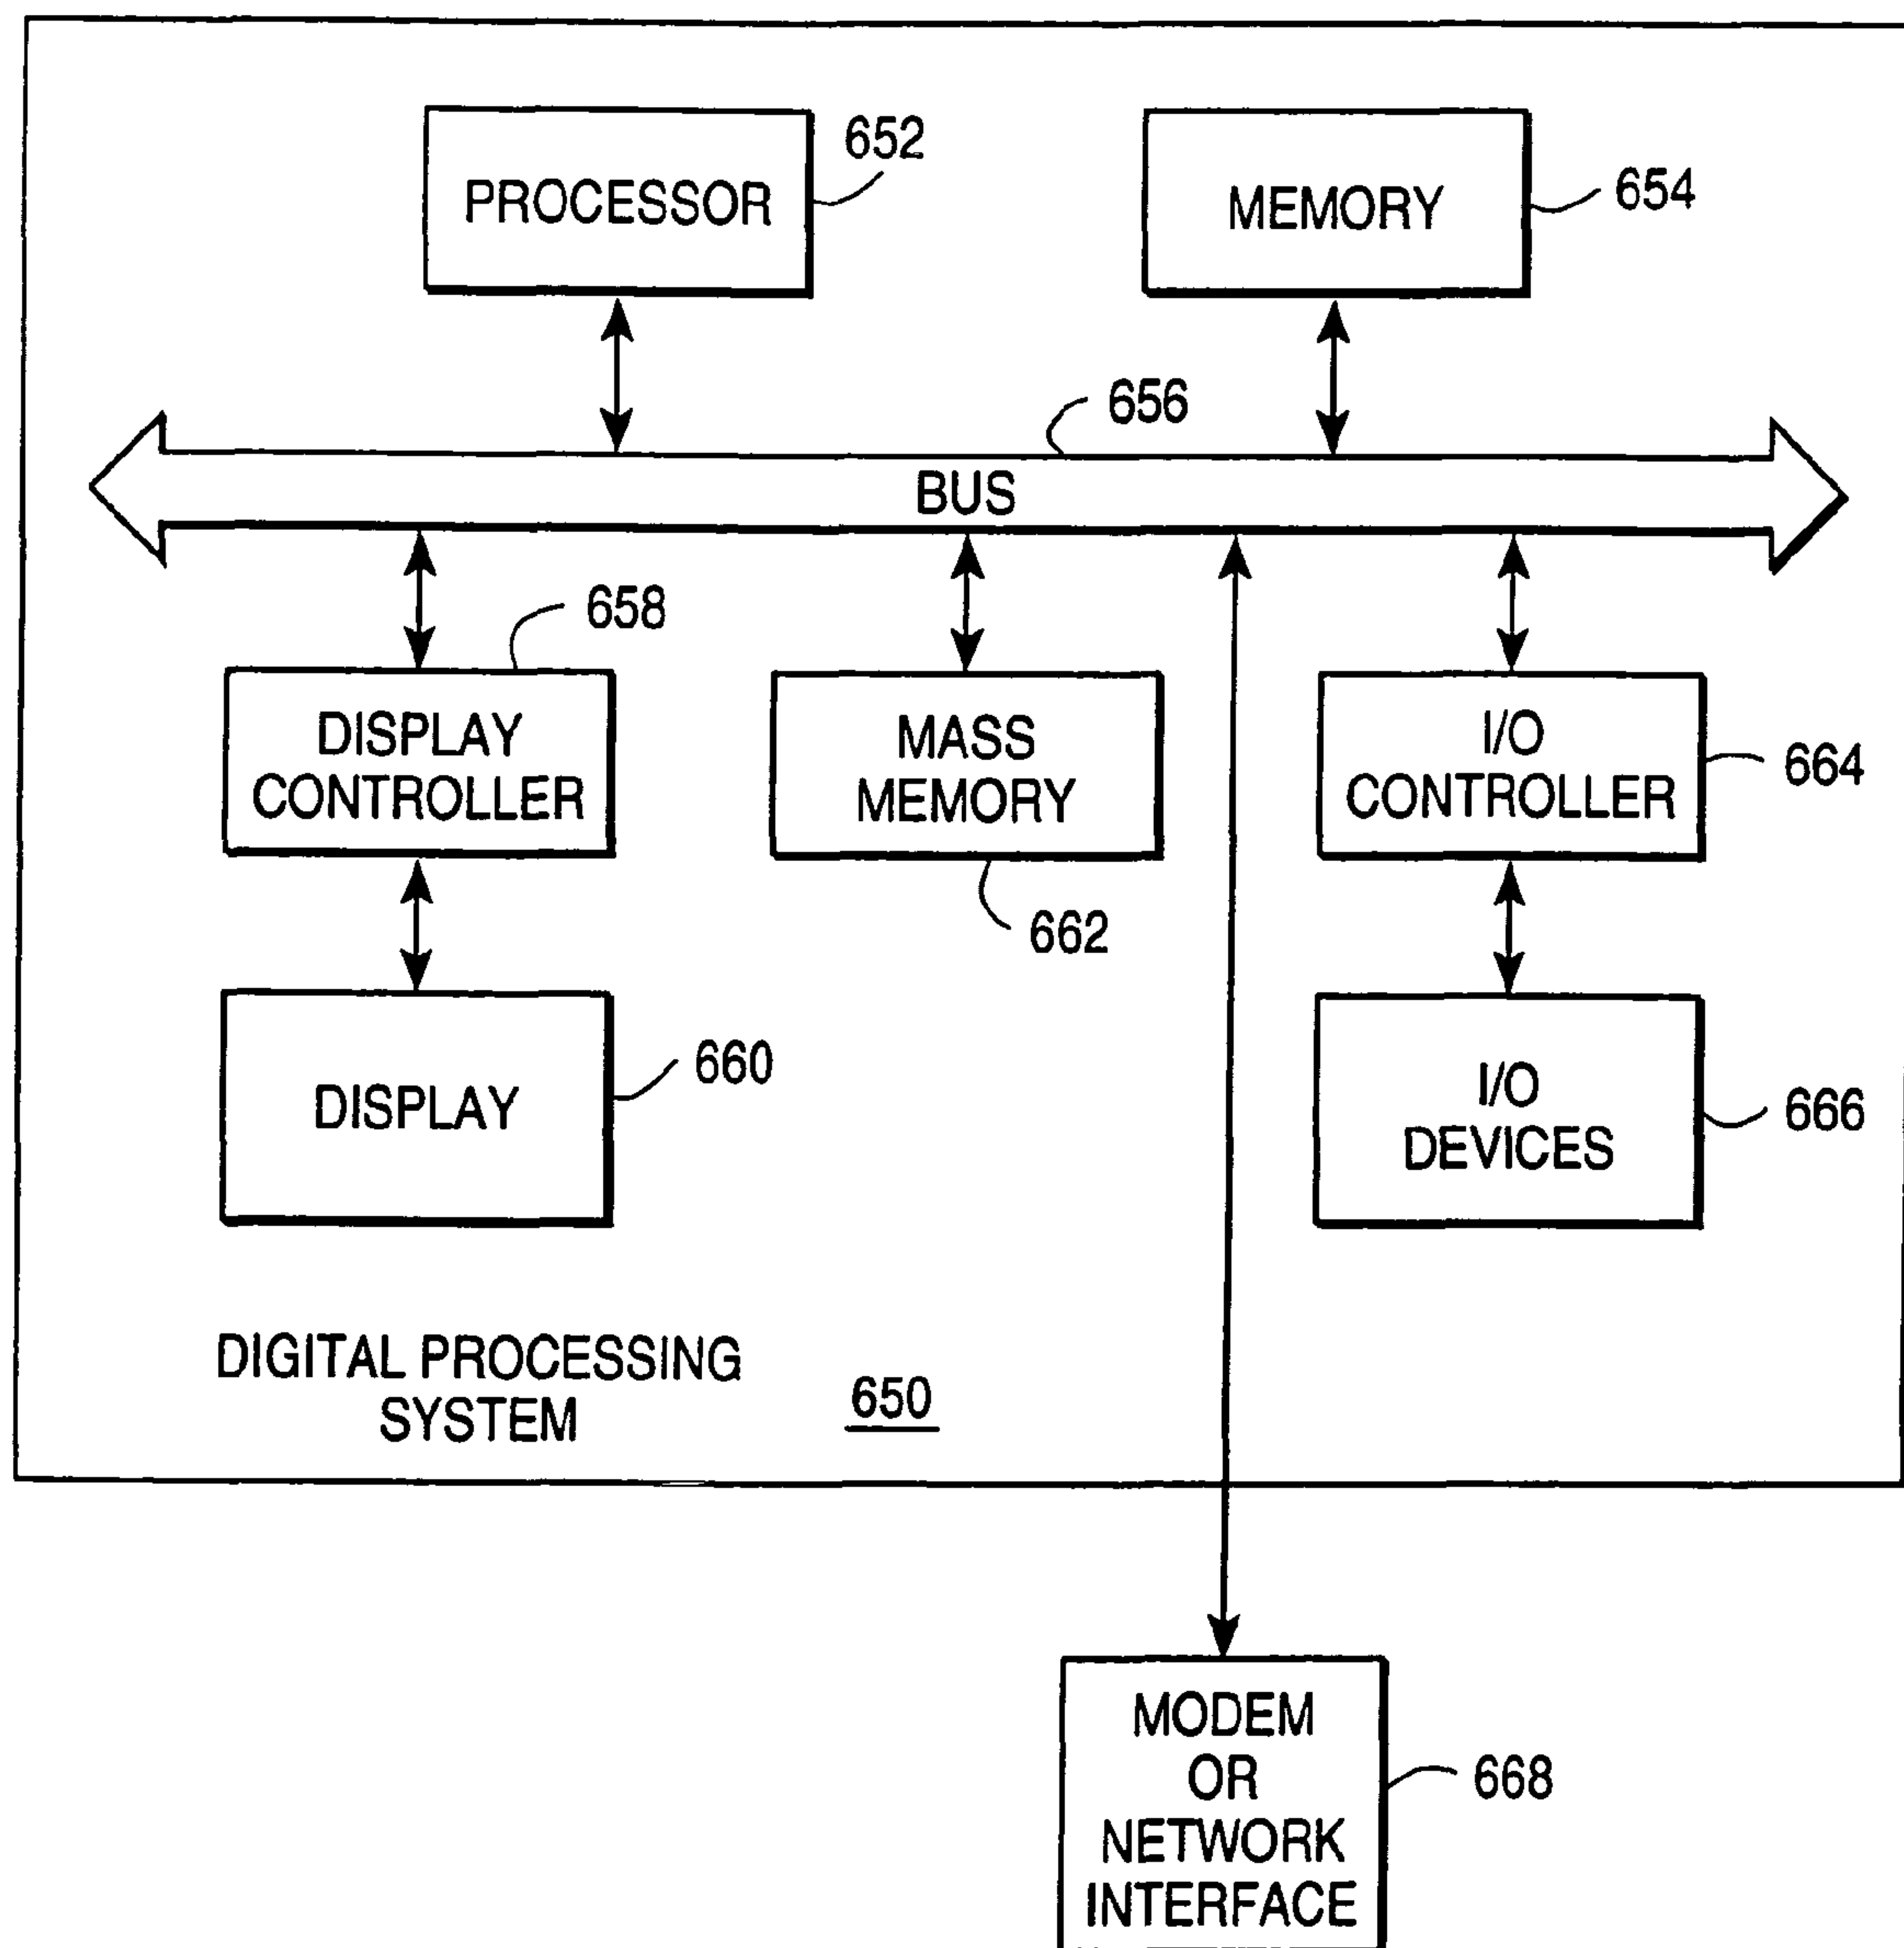 PROCESSOR
652
MEMORY
654
656
BUS
658
DISPLAY
CONTROLLER
MASS
MEMORY
662
I/O
CONTROLLER
664
DISPLAY
660
I/O
DEVICES
666
DIGITAL PROCESSING
SYSTEM
650
MODEM
OR
NETWORK
INTERFACE
668